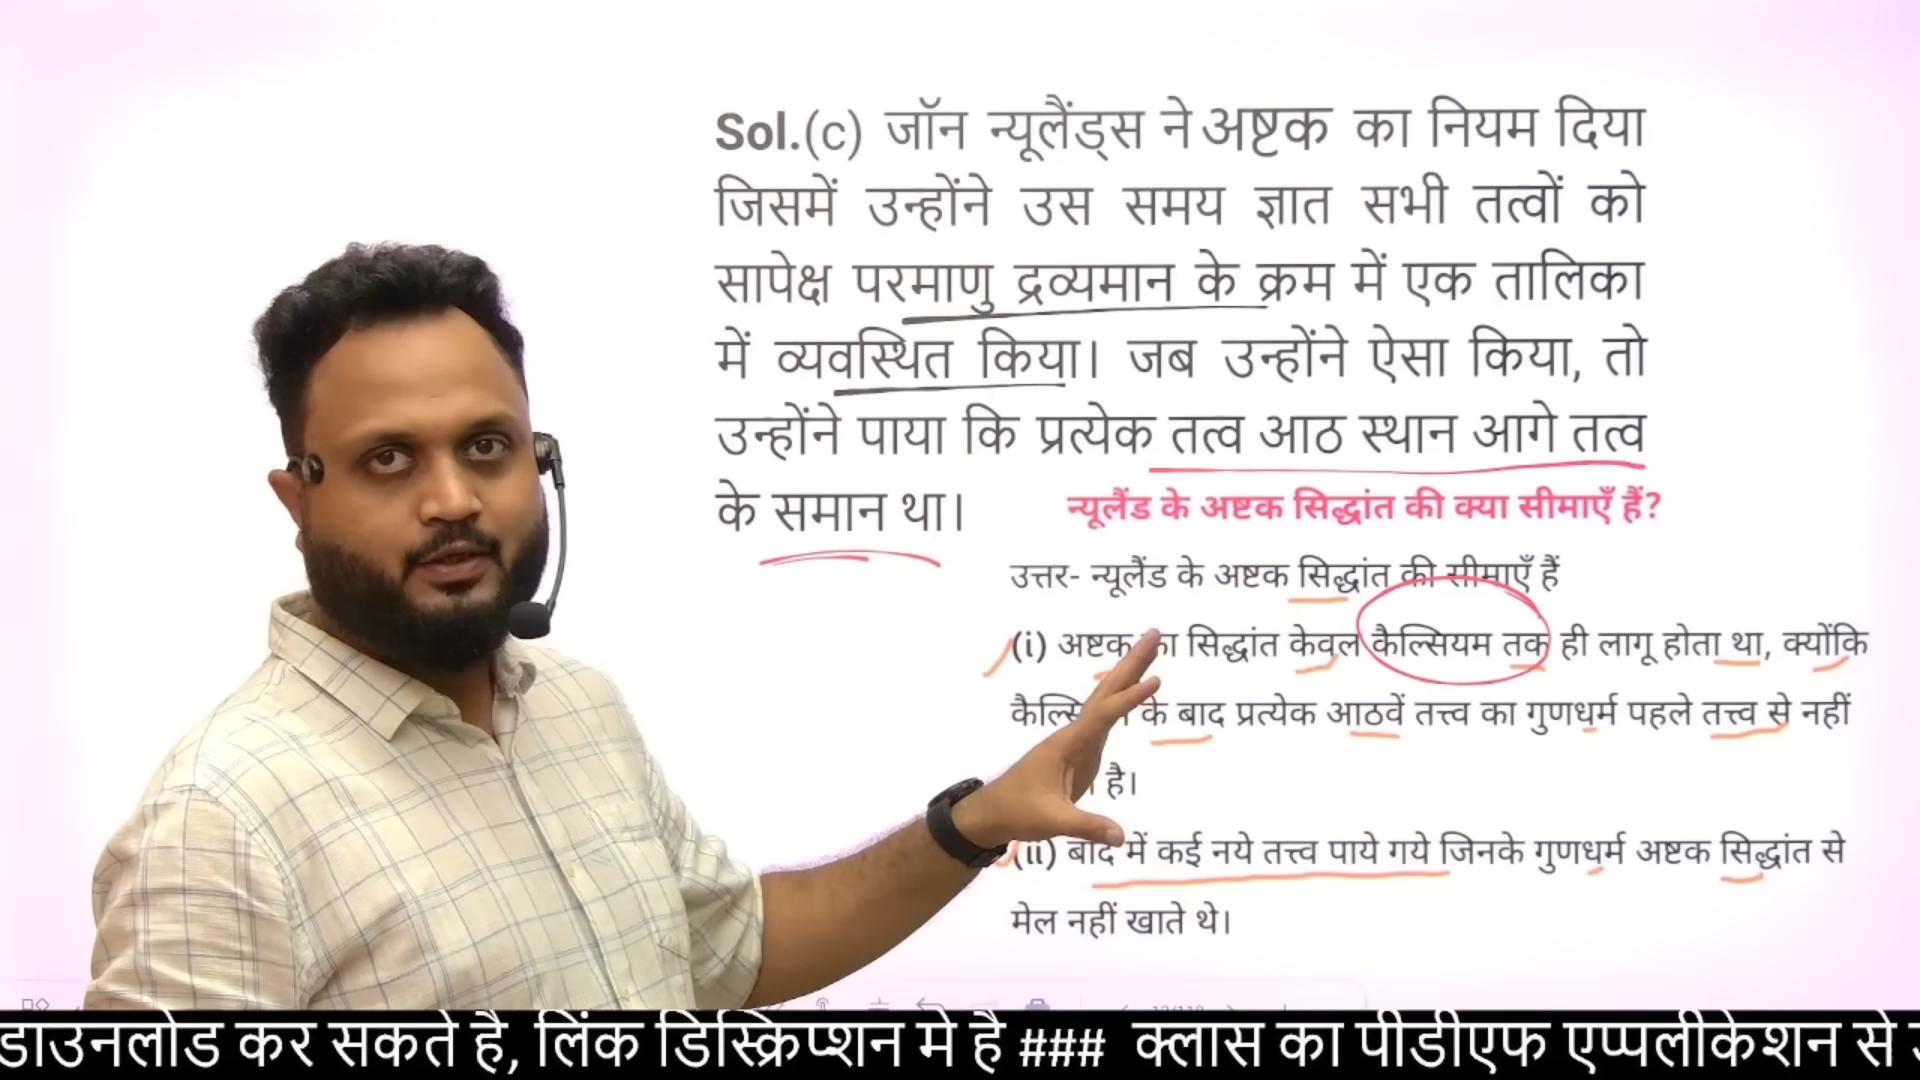 Sol.(c) जॉन न्यूलैंड्स ने अष्टक का नियम दिया
जिसमें उन्होंने उस समय ज्ञात सभी तत्वों को
सापेक्ष परमाणु द्रव्यमान के क्रम में एक तालिका
में व्यवस्थित किया। जब उन्होंने ऐसा किया, तो
उन्होंने पाया कि प्रत्येक तत्व आठ स्थान आगे तत्व
के समान था।
न्यूलैंड के अष्टक सिद्धांत की क्या सीमाएँ हैं?
उत्तर- न्यूलैंड के अष्टक सिद्धांत की सीमाएँ हैं
(i) अष्टक का सिद्धांत केवल कैल्सियम तक ही लागू होता था, क्योंकि
के बाद प्रत्येक आठवें तत्त्व का गुणधर्म पहले तत्त्व से नहीं
है।
(ii) बाद में कई नये तत्त्व पाये गये जिनके गुणधर्म अष्टक सिद्धांत से
मेल नहीं खाते थे।
डाउनलोड कर सकते है, लिंक डिस्क्रिप्शन मे है ### क्लास का पीडीएफ एप्पलीकेशन से